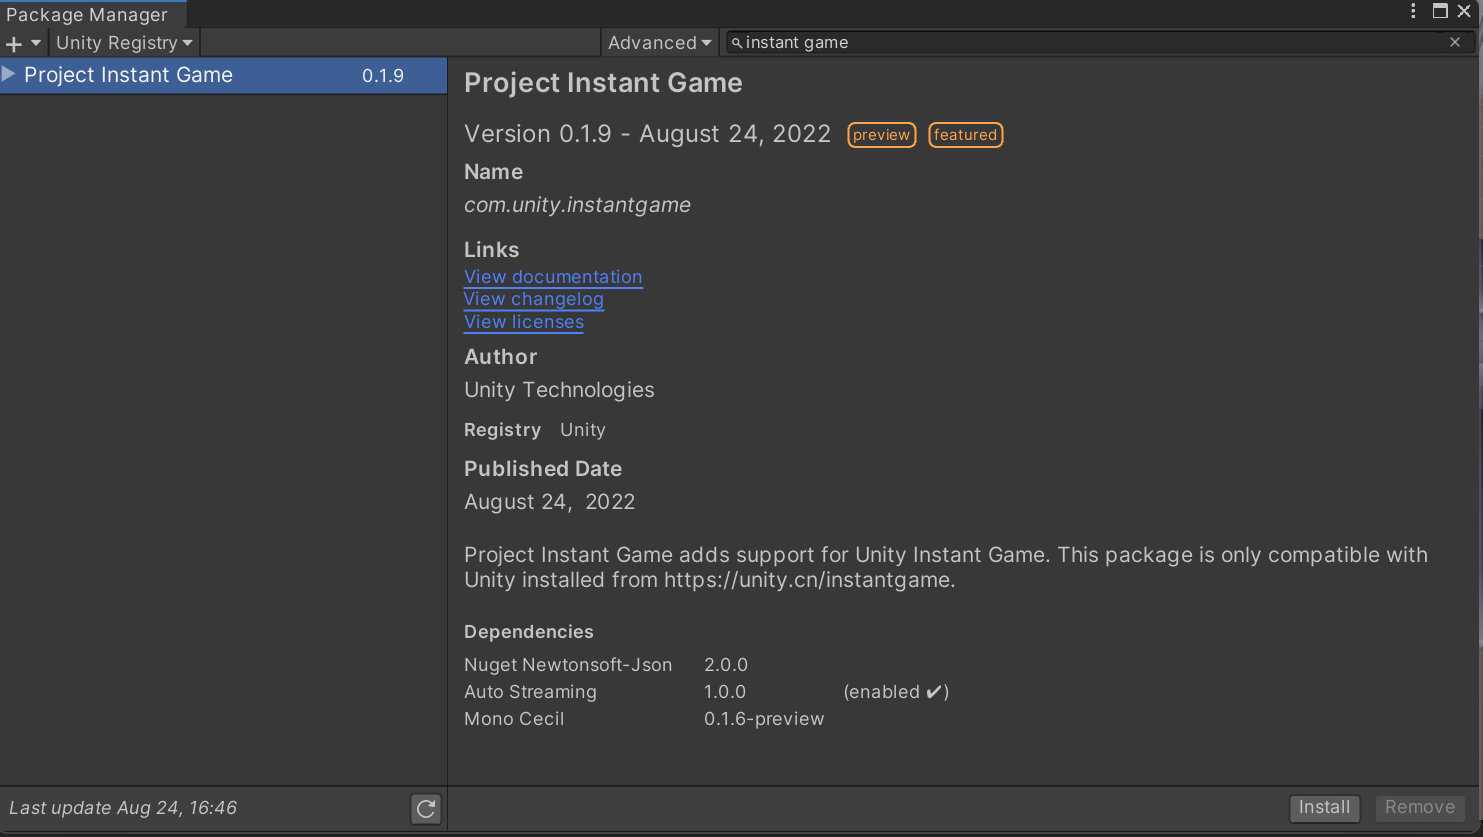 Package Manager
Unity Registry
Advanced
instant game
Project Instant Game 0.1.9
Project Instant Game
Version 0.1.9 - August 24, 2022 preview featured
Name
com.unity.instantgame
Links
View documentation
View changelog
View licenses
Author
Unity Technologies
Registry Unity
Published Date
August 24, 2022
Project Instant Game adds support for Unity Instant Game. This package is only compatible with
Unity installed from https://unity.cn/instantgame.
Dependencies
Nuget Newtonsoft-Json 2.0.0
Auto Streaming 1.0.0 (enabled ✔)
Mono Cecil 0.1.6-preview
Last update Aug 24, 16:46
Install Remove